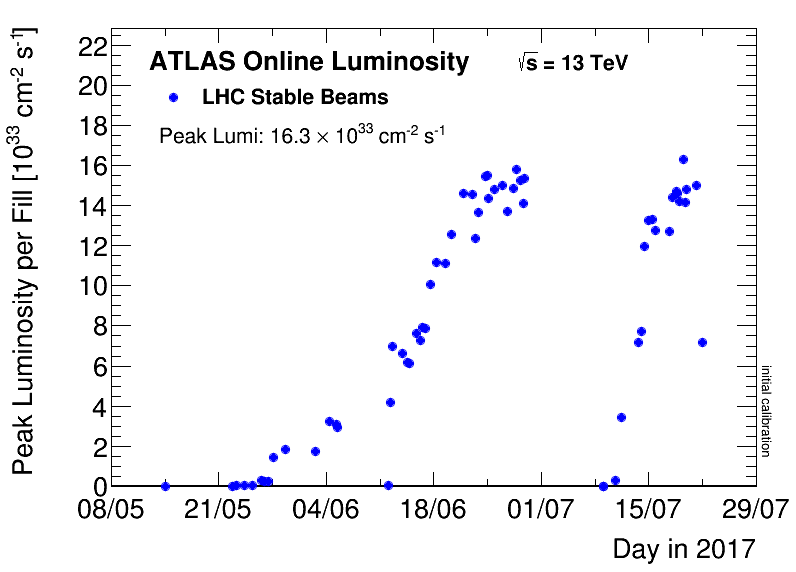 Peak Luminosity per Fill [10³³ cm⁻² s⁻¹]
22
20
18
16
14
12
10
8
6
4
2
0
ATLAS Online Luminosity √s = 13 TeV
LHC Stable Beams
Peak Lumi: 16.3 × 10³³ cm⁻² s⁻¹
initial calibration
08/05 21/05 04/06 18/06 01/07 15/07 29/07
Day in 2017